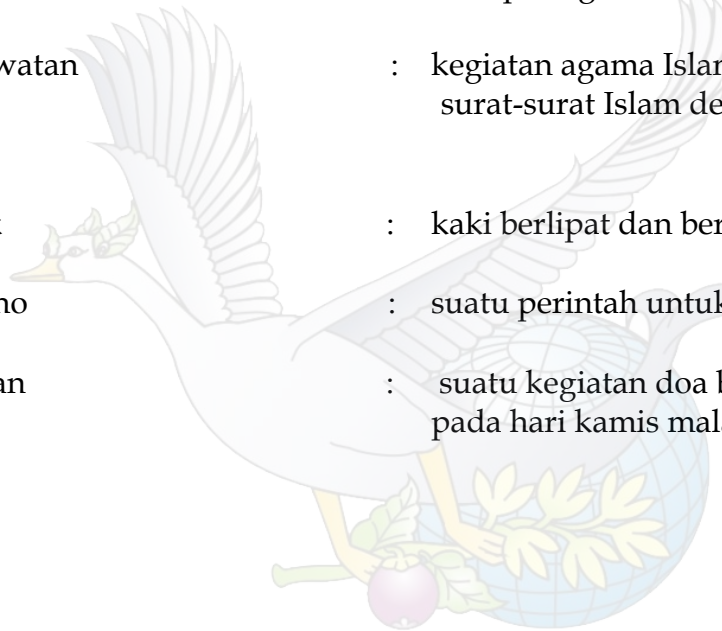 watan : kegiatan agama Islam
surat-surat Islam de
: kaki berlipat dan ber
no : suatu perintah untuk
an : suatu kegiatan doa b
pada hari kamis mala